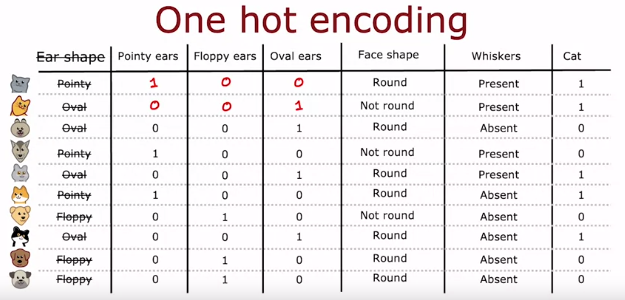 One hot encoding
Ear shape Pointy ears Floppy ears Oval ears Face shape Whiskers Cat
Pointy 1 0 0 Round Present 1
Oval 0 0 1 Not round Present 1
Oval 0 0 1 Round Absent 0
Pointy 1 0 0 Not round Present 0
Oval 0 0 1 Round Present 1
Pointy 1 0 0 Round Absent 1
Floppy 0 1 0 Not round Absent 0
Oval 0 0 1 Round Absent 1
Floppy 0 1 0 Round Absent 0
Floppy 0 1 0 Round Absent 0